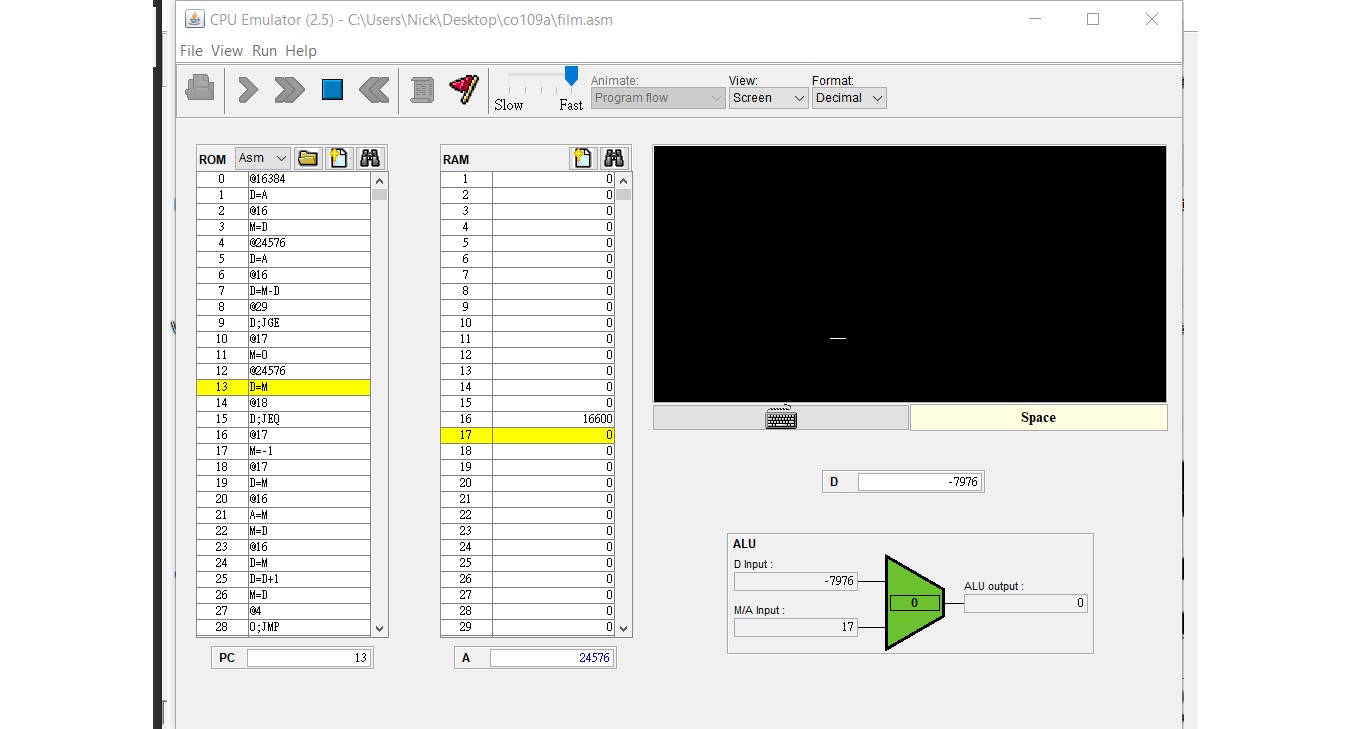 CPU Emulator (2.5) - C:\Users\Nick\Desktop\co109a\film.asm
File View Run Help
Slow Fast
Animate:
Program flow
View:
Screen
Format:
Decimal
ROM Asm
0 @16384
1 D=A
2 @16
3 M=D
4 @24576
5 D=A
6 @16
7 D=M-D
8 @29
9 D;JGE
10 @17
11 M=0
12 @24576
13 D=M
14 @18
15 D;JEQ
16 @17
17 M=-1
18 @17
19 D=M
20 @16
21 A=M
22 M=D
23 @16
24 D=M
25 D=D+1
26 M=D
27 @4
28 0;JMP
PC 13
RAM
1 0
2 0
3 0
4 0
5 0
6 0
7 0
8 0
9 0
10 0
11 0
12 0
13 0
14 0
15 0
16 16600
17 0
18 0
19 0
20 0
21 0
22 0
23 0
24 0
25 0
26 0
27 0
28 0
29 0
A 24576
Space
D -7976
ALU
D Input :
-7976
M/A Input :
17
0
ALU output :
0